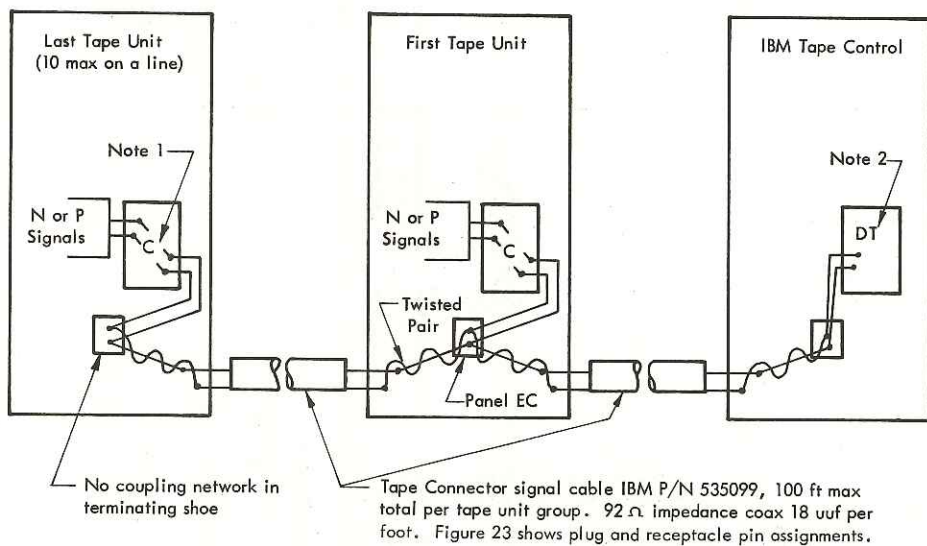 Last Tape Unit
(10 max on a line)
First Tape Unit
IBM Tape Control
Note 1
Note 2
N or P
Signals
C
N or P
Signals
C
DT
Twisted
Pair
Panel EC
No coupling network in
terminating shoe
Tape Connector signal cable IBM P/N 535099, 100 ft max
total per tape unit group. 92 Ω impedance coax 18 uuf per
foot. Figure 23 shows plug and receptacle pin assignments.